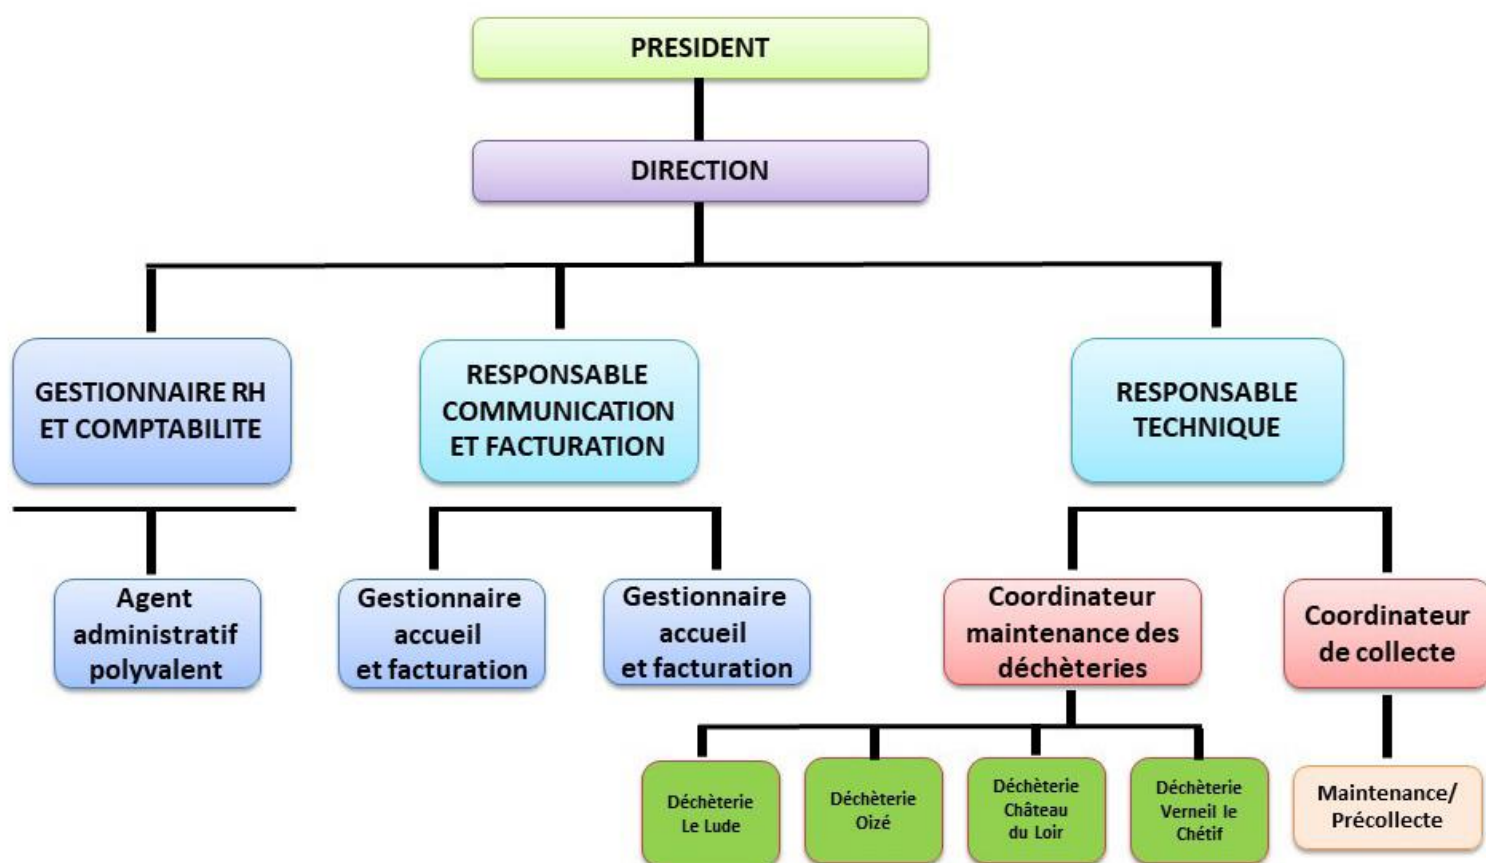 PRESIDENT
DIRECTION
GESTIONNAIRE RH
ET COMPTABILITE
RESPONSABLE
COMMUNICATION
ET FACTURATION
RESPONSABLE
TECHNIQUE
Agent
administratif
polyvalent
Gestionnaire
accueil
et facturation
Gestionnaire
accueil
et facturation
Coordinateur
maintenance des
déchèteries
Coordinateur
de collecte
Déchèterie
Le Lude
Déchèterie
Oizé
Déchèterie
Château
du Loir
Déchèterie
Verneil le
Chétif
Maintenance/
Précollecte